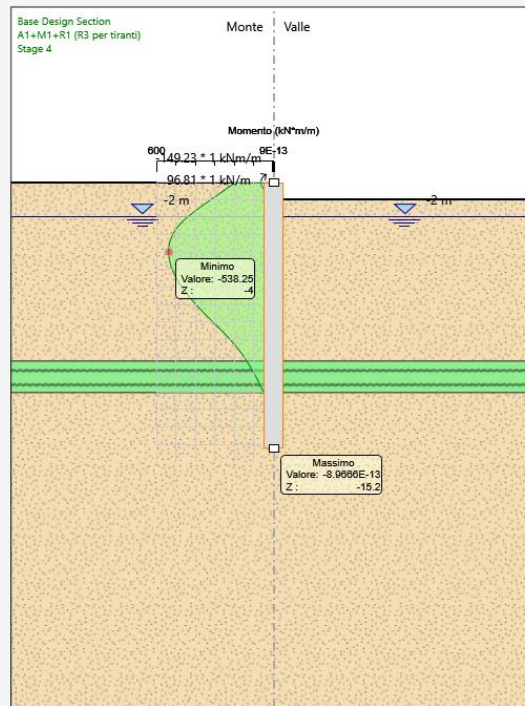 Base Design Section
A1+M1+R1 (R3 per tiranti)
Stage 4
Monte
Valle
Momento (kN*m/m)
600
9E-13
-149.23 * 1 kNm/m
96.81 * 1 kN/m
-2 m
-2 m
Minimo
Valore: -538.25
Z : -4
Massimo
Valore: -8.9666E-13
Z : -15.2